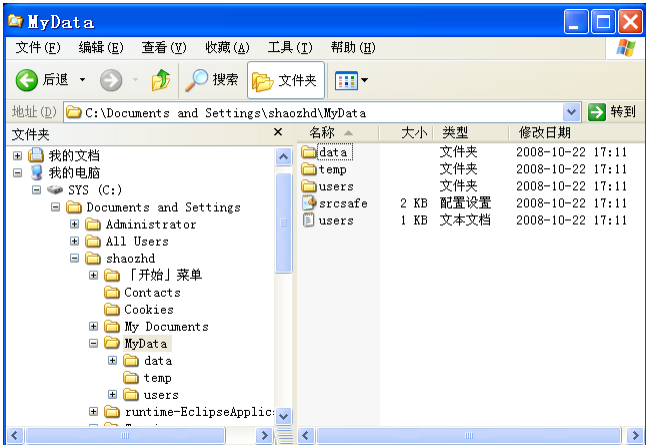 MyData
文件(F) 编辑(E) 查看(V) 收藏(A) 工具(T) 帮助(H)
后退 搜索 文件夹
地址(D) C:\Documents and Settings\shaozhd\MyData 转到
文件夹
我的文档
我的电脑
SYS (C:)
Documents and Settings
Administrator
All Users
shaozhd
「开始」菜单
Contacts
Cookies
My Documents
MyData
data
temp
users
runtime-EclipseApplic
名称 大小 类型 修改日期
data 文件夹 2008-10-22 17:11
temp 文件夹 2008-10-22 17:11
users 文件夹 2008-10-22 17:11
srcsafe 2 KB 配置设置 2008-10-22 17:11
users 1 KB 文本文档 2008-10-22 17:11